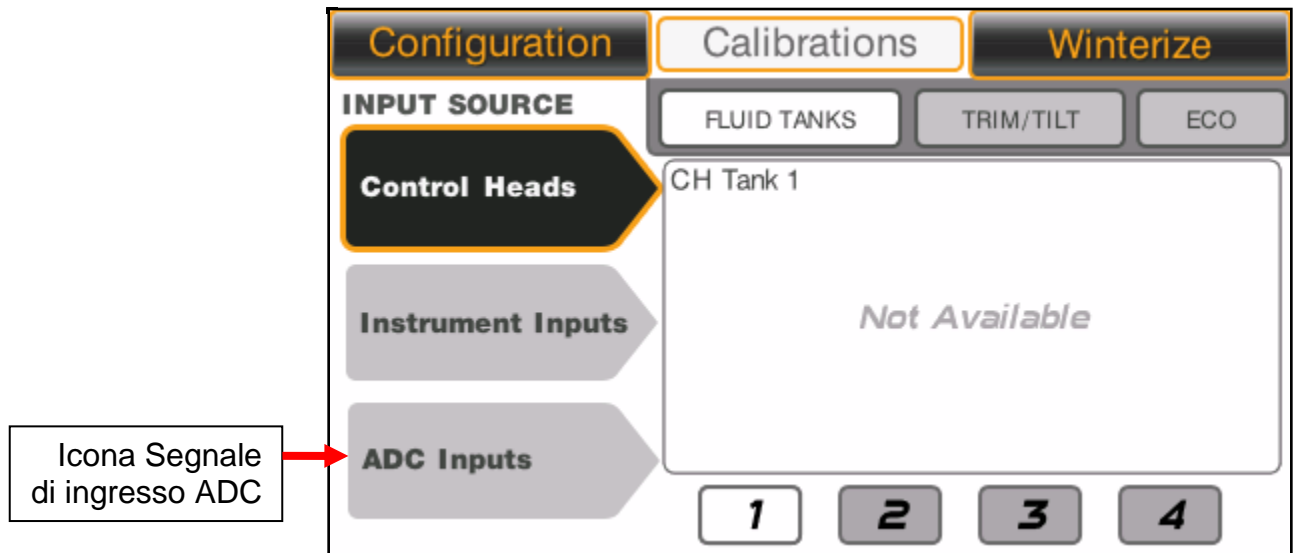 Configuration
Calibrations
Winterize
INPUT SOURCE
FLUID TANKS
TRIM/TILT
ECO
Control Heads
CH Tank 1
Instrument Inputs
Not Available
Icona Segnale
di ingresso ADC
ADC Inputs
1 2 3 4